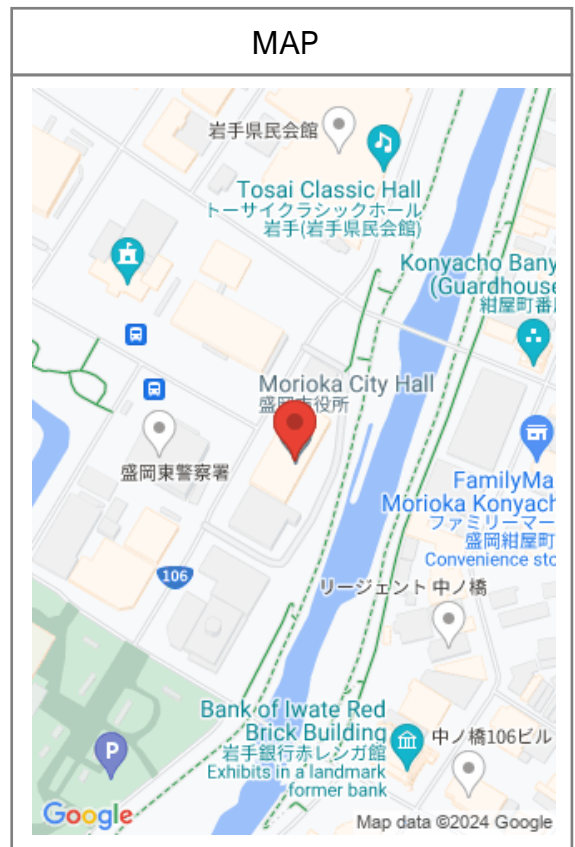 MAP
岩手県民会館
Tosai Classic Hall
トーサイクラシックホール
岩手(岩手県民会館)
Konyacho Bany
(Guardhouse
紺屋町番
Morioka City Hall
盛岡市役所
盛岡東警察署
FamilyMa
Morioka Konyach
ファミリーマー
盛岡紺屋町
Convenience sto
106
リージェント 中ノ橋
Bank of Iwate Red
Brick Building
岩手銀行赤レンガ館
Exhibits in a landmark
former bank
中ノ橋106ビル
P
Google
Map data ©2024 Google